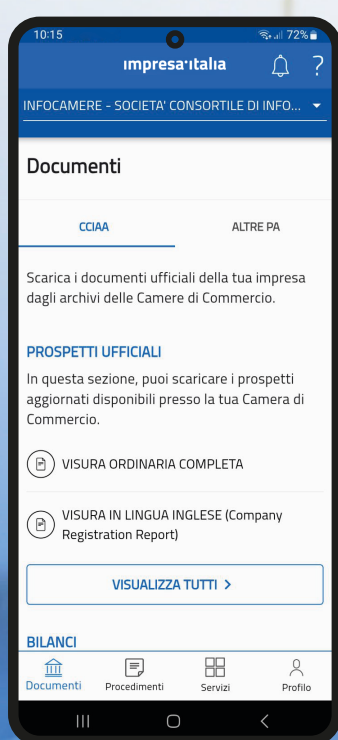 10:15
72%
impresa italia
?
INFOCAMERE - SOCIETA' CONSORTILE DI INFO...
Documenti
CCIAA
ALTRE PA
Scarica i documenti ufficiali della tua impresa
dagli archivi delle Camere di Commercio.
PROSPETTI UFFICIALI
In questa sezione, puoi scaricare i prospetti
aggiornati disponibili presso la tua Camera di
Commercio.
VISURA ORDINARIA COMPLETA
VISURA IN LINGUA INGLESE (Company
Registration Report)
VISUALIZZA TUTTI >
BILANCI
Documenti
Procedimenti
Servizi
Profilo